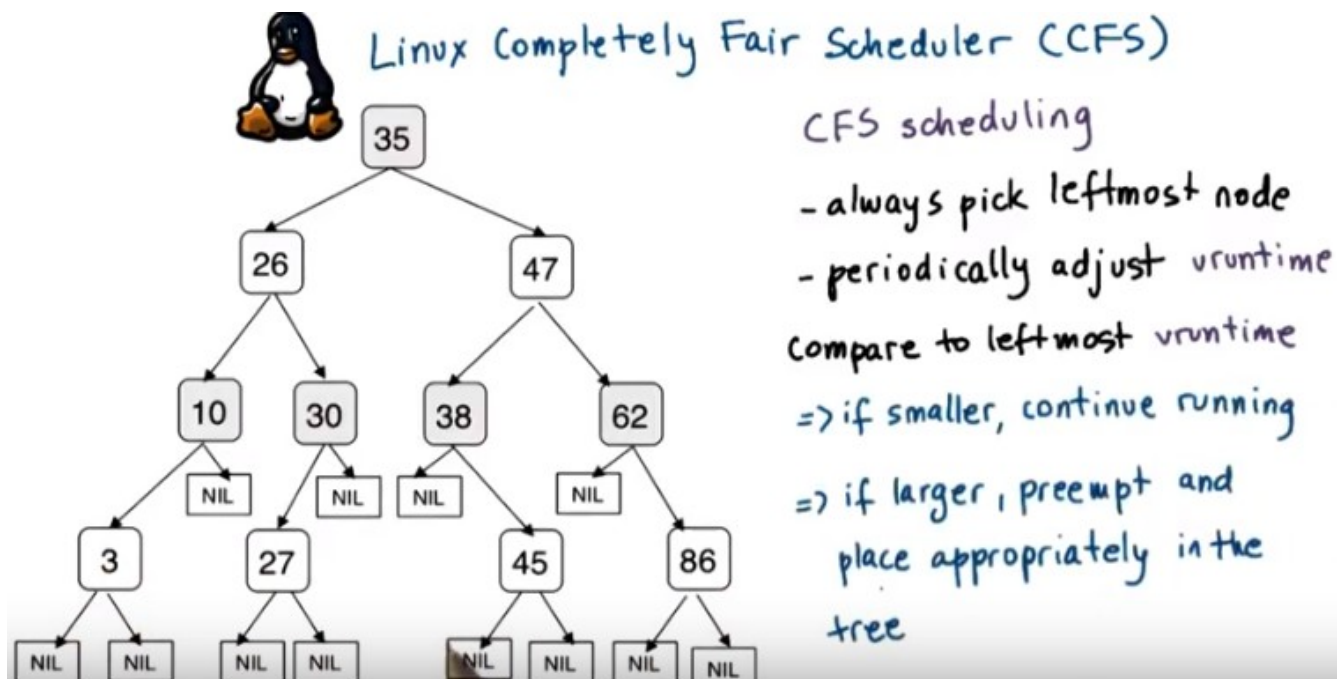 Linux Completely Fair Scheduler (CFS)
35
26
47
10
30
38
62
NIL
NIL
NIL
NIL
3
27
45
86
NIL
NIL
NIL
NIL
NIL
NIL
NIL
NIL
CFS scheduling
- always pick leftmost node
- periodically adjust vruntime
compare to leftmost vruntime
=> if smaller, continue running
=> if larger, preempt and
place appropriately in the
tree